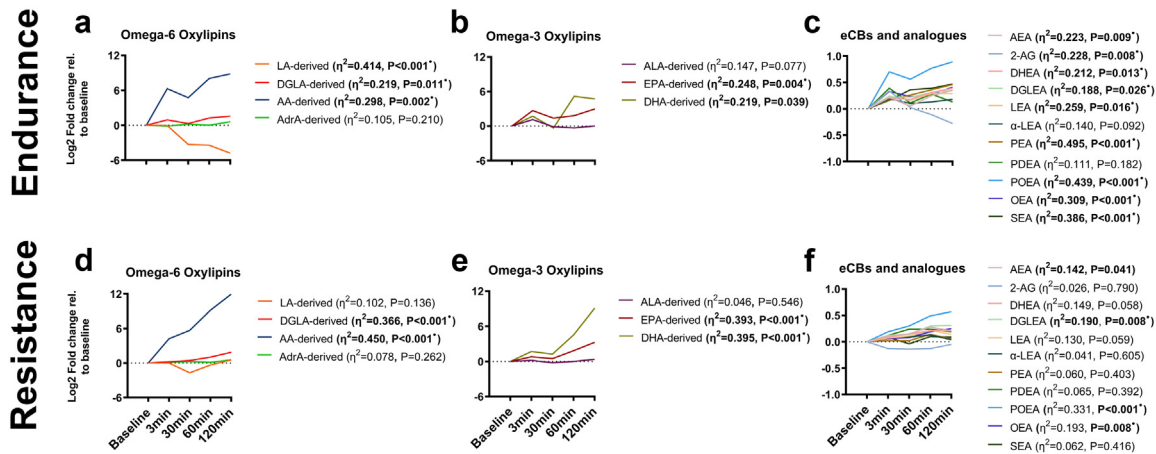 Endurance
a
Omega-6 Oxylipins
Log2 Fold change rel.
to baseline
12
6
0
-6
LA-derived (η²=0.414, P<0.001*)
DGLA-derived (η²=0.219, P=0.011*)
AA-derived (η²=0.298, P=0.002*)
AdrA-derived (η²=0.105, P=0.210)
b
Omega-3 Oxylipins
12
6
0
-6
ALA-derived (η²=0.147, P=0.077)
EPA-derived (η²=0.248, P=0.004*)
DHA-derived (η²=0.219, P=0.039)
c
eCBs and analogues
1.0
0.5
0.0
-0.5
-1.0
AEA (η²=0.223, P=0.009*)
2-AG (η²=0.228, P=0.008*)
DHEA (η²=0.212, P=0.013*)
DGLEA (η²=0.188, P=0.026*)
LEA (η²=0.259, P=0.016*)
α-LEA (η²=0.140, P=0.092)
PEA (η²=0.495, P<0.001*)
PDEA (η²=0.111, P=0.182)
POEA (η²=0.439, P<0.001*)
OEA (η²=0.309, P<0.001*)
SEA (η²=0.386, P<0.001*)
Resistance
d
Omega-6 Oxylipins
Log2 Fold change rel.
to baseline
12
6
0
-6
Baseline
3min
30min
60min
120min
LA-derived (η²=0.102, P=0.136)
DGLA-derived (η²=0.366, P<0.001*)
AA-derived (η²=0.450, P<0.001*)
AdrA-derived (η²=0.078, P=0.262)
e
Omega-3 Oxylipins
12
6
0
-6
Baseline
3min
30min
60min
120min
ALA-derived (η²=0.046, P=0.546)
EPA-derived (η²=0.393, P<0.001*)
DHA-derived (η²=0.395, P<0.001*)
f
eCBs and analogues
1.0
0.5
0.0
-0.5
-1.0
Baseline
3min
30min
60min
120min
AEA (η²=0.142, P=0.041)
2-AG (η²=0.026, P=0.790)
DHEA (η²=0.149, P=0.058)
DGLEA (η²=0.190, P=0.008*)
LEA (η²=0.130, P=0.059)
α-LEA (η²=0.041, P=0.605)
PEA (η²=0.060, P=0.403)
PDEA (η²=0.065, P=0.392)
POEA (η²=0.331, P<0.001*)
OEA (η²=0.193, P=0.008*)
SEA (η²=0.062, P=0.416)